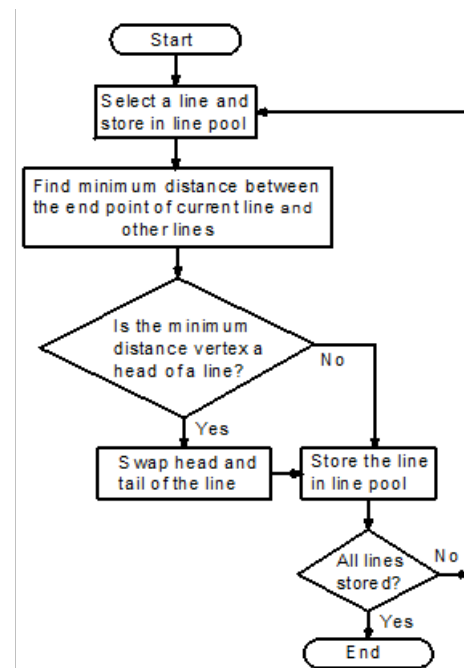 Start
Select a line and
store in line pool
Find minimum distance between
the end point of current line and
other lines
Is the minimum
distance vertex a
head of a line?
No
Yes
Swap head and
tail of the line
Store the line
in line pool
All lines
stored?
No
Yes
End